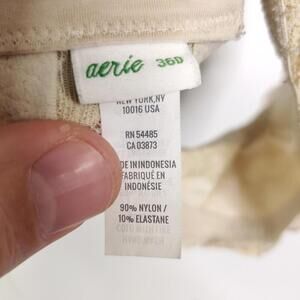 aerie 36D
NEW YORK, NY
10016 USA
RN 54485
CA 03873
DE IN INDONESIA
FABRIQUÉ EN
INDONÉSIE
90% NYLON /
10% ELASTANE